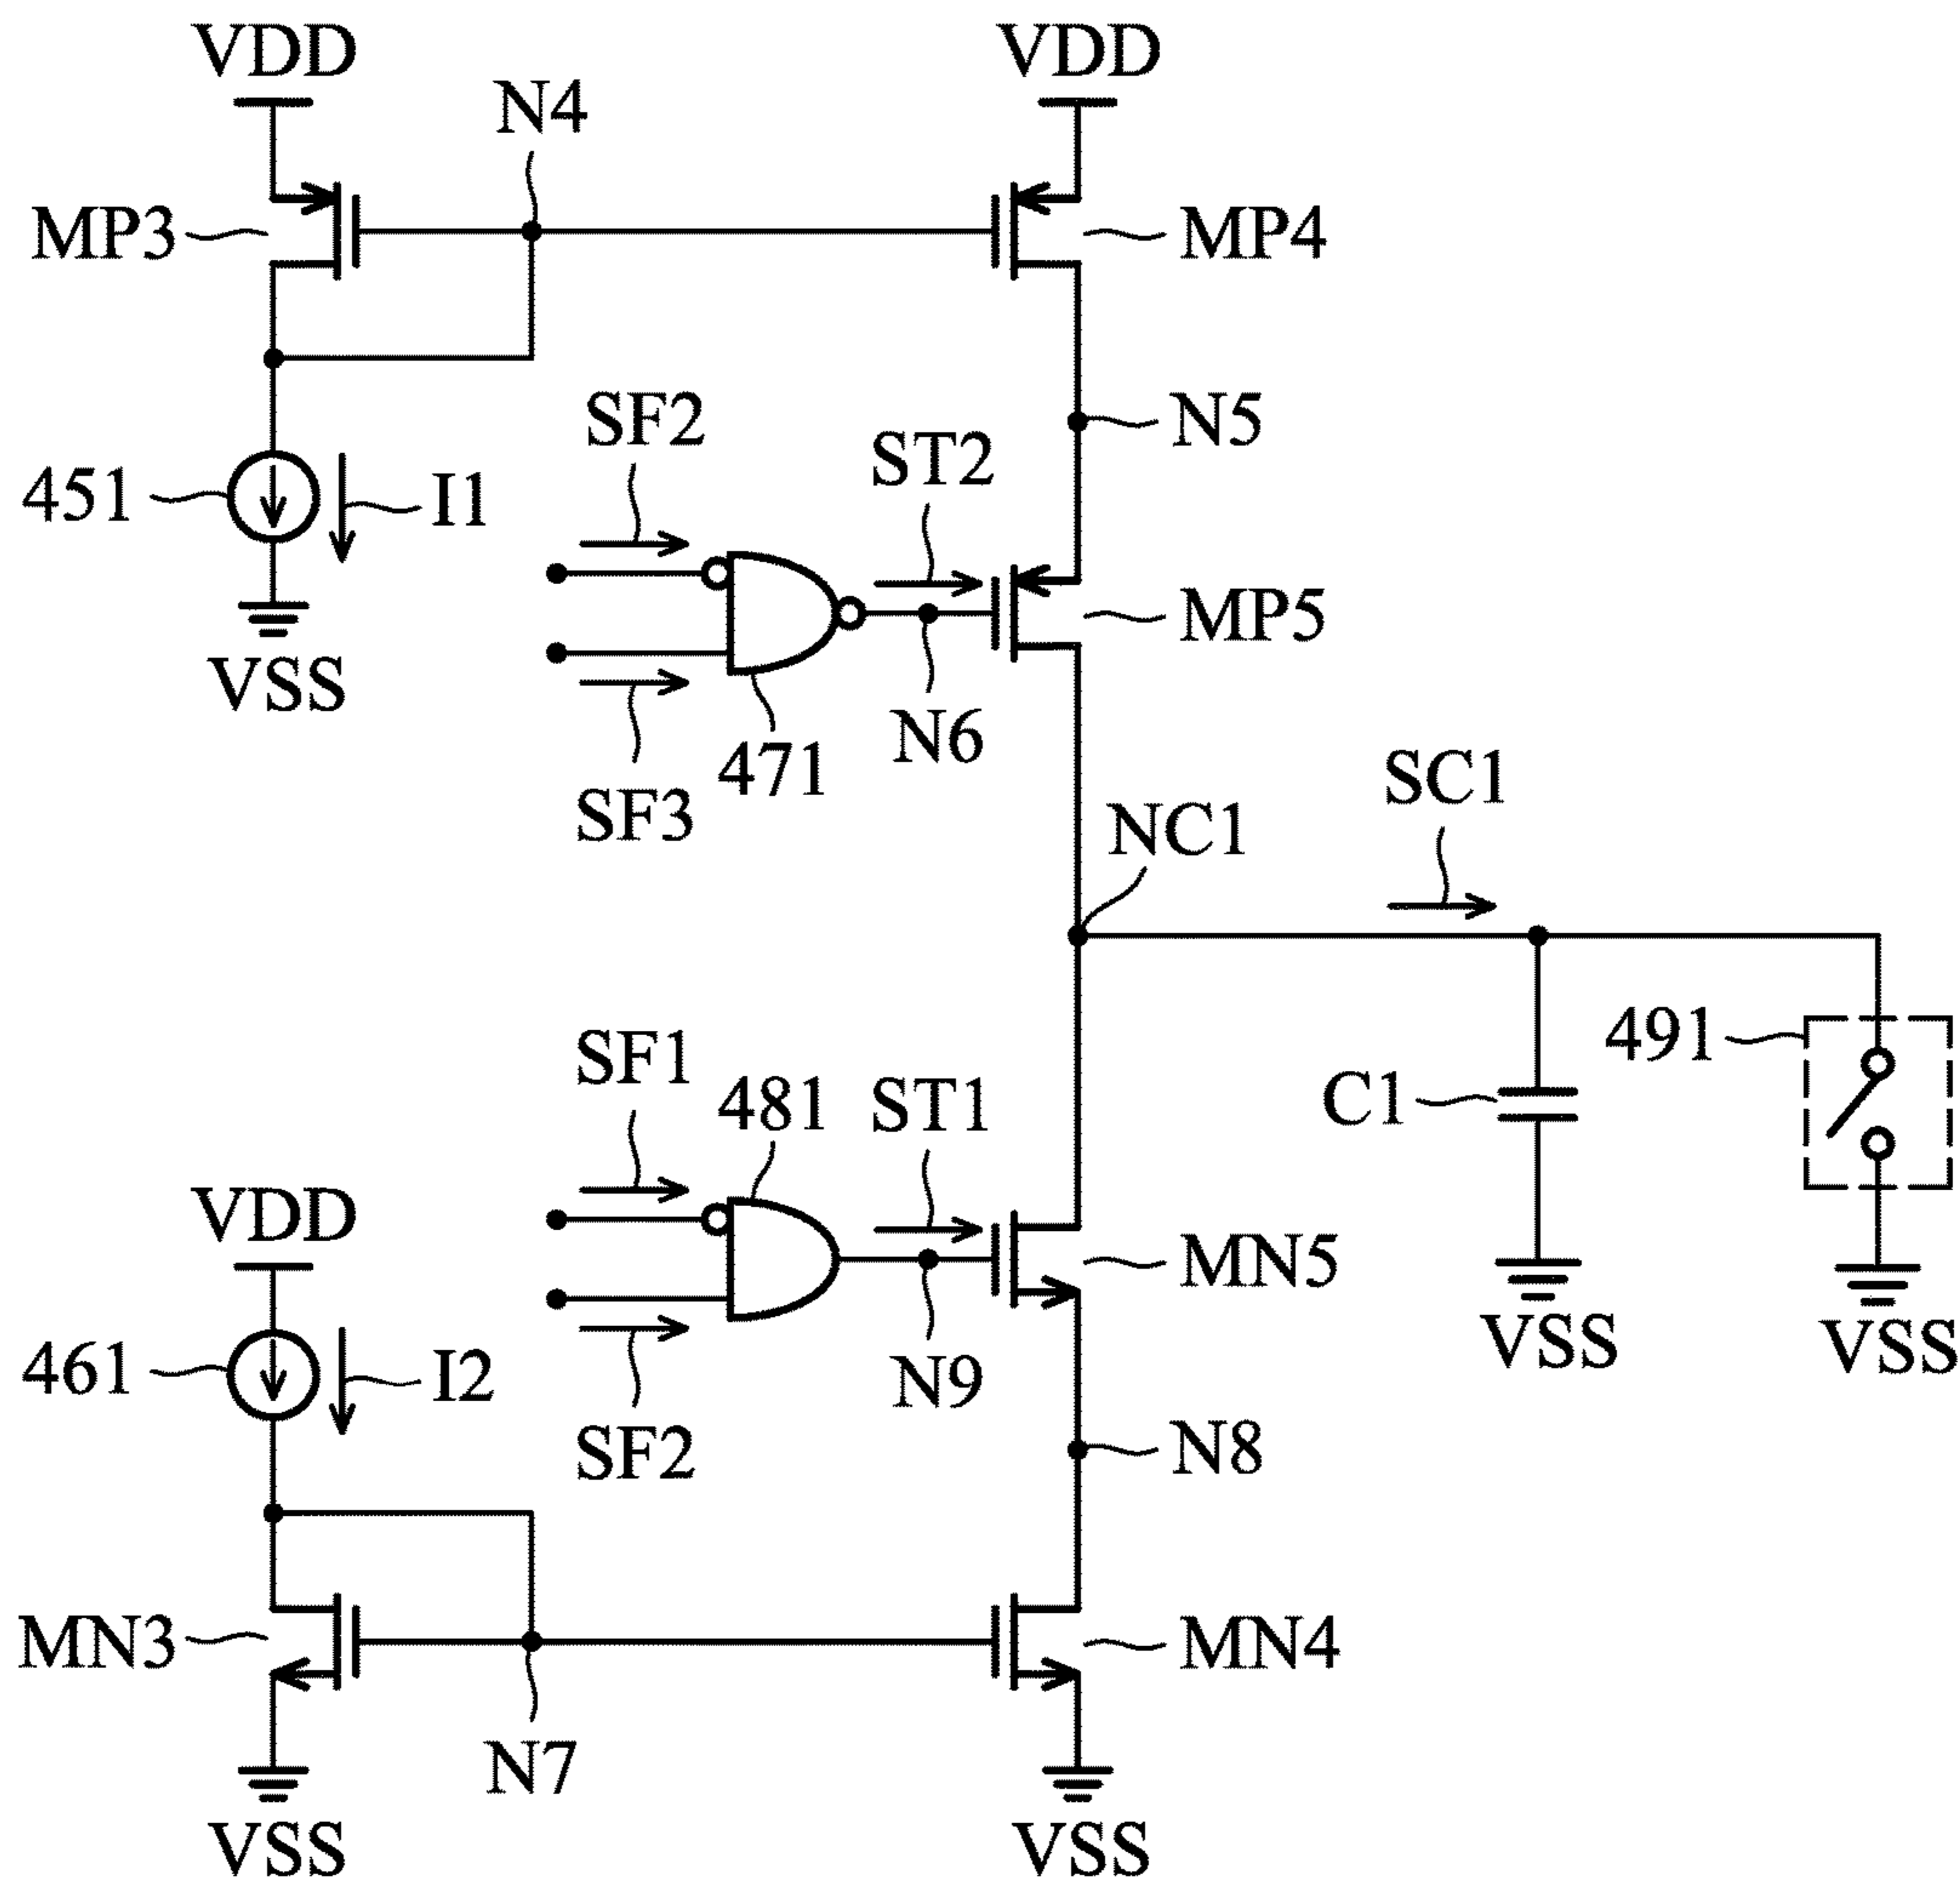 VDD
VDD
N4
MP3
MP4
SF2
N5
ST2
451
I1
MP5
VSS
N6
471
SF3
SC1
NC1
SF1
481
ST1
491
C1
VDD
MN5
VSS
VSS
461
I2
N9
SF2
N8
MN3
MN4
N7
VSS
VSS